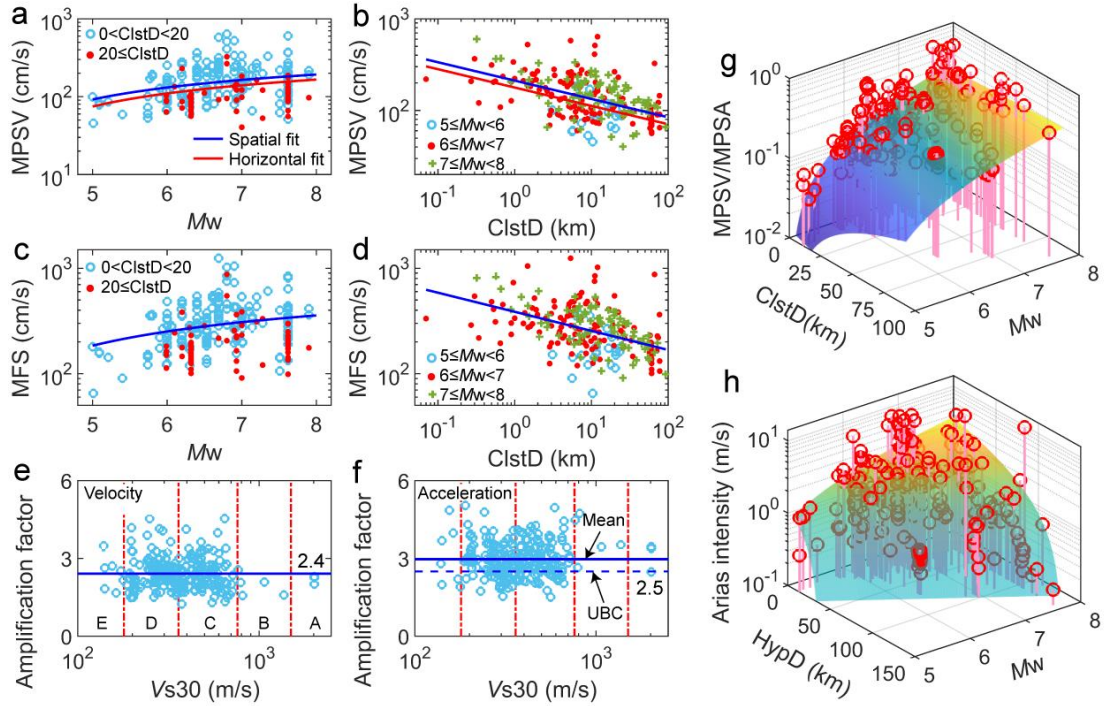 a
MPSV (cm/s)
10³
10²
10¹
0<ClstD<20
20≤ClstD
Spatial fit
Horizontal fit
5 6 7 8
Mw
b
MPSV (cm/s)
10³
10²
5≤Mw<6
6≤Mw<7
7≤Mw<8
10⁻¹ 10⁰ 10¹ 10²
ClstD (km)
c
MFS (cm/s)
10³
10²
0<ClstD<20
20≤ClstD
5 6 7 8
Mw
d
MFS (cm/s)
10³
10²
5≤Mw<6
6≤Mw<7
7≤Mw<8
10⁻¹ 10⁰ 10¹ 10²
ClstD (km)
e
Amplification factor
6
3
0
Velocity
2.4
E D C B A
10² 10³
Vs30 (m/s)
f
Amplification factor
6
3
0
Acceleration
Mean
UBC
2.5
10² 10³
Vs30 (m/s)
g
MPSV/MPSA
10⁰
10⁻¹
10⁻²
0 25 50 75 100
ClstD(km)
5 6 7 8
Mw
h
Arias intensity (m/s)
10¹
10⁰
10⁻¹
0 50 100 150
HypD (km)
5 6 7 8
Mw